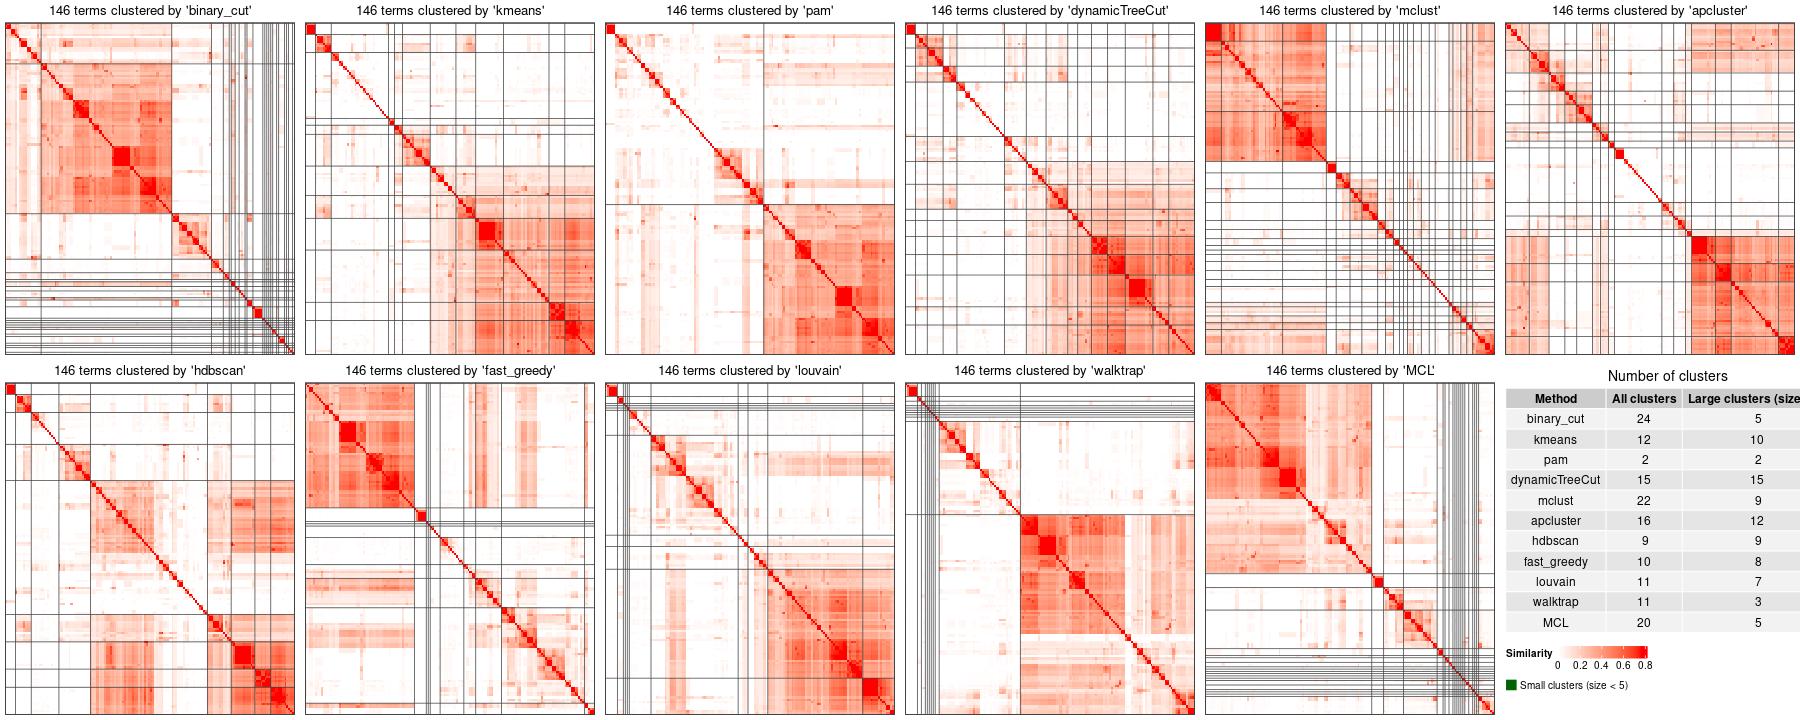 146 terms clustered by 'binary_cut'
146 terms clustered by 'kmeans'
146 terms clustered by 'pam'
146 terms clustered by 'dynamicTreeCut'
146 terms clustered by 'mclust'
146 terms clustered by 'apcluster'
146 terms clustered by 'hdbscan'
146 terms clustered by 'fast_greedy'
146 terms clustered by 'louvain'
146 terms clustered by 'walktrap'
146 terms clustered by 'MCL'
Number of clusters
Method All clusters Large clusters (size
binary_cut 24 5
kmeans 12 10
pam 2 2
dynamicTreeCut 15 15
mclust 22 9
apcluster 16 12
hdbscan 9 9
fast_greedy 10 8
louvain 11 7
walktrap 11 3
MCL 20 5
Similarity
0 0.2 0.4 0.6 0.8
Small clusters (size < 5)